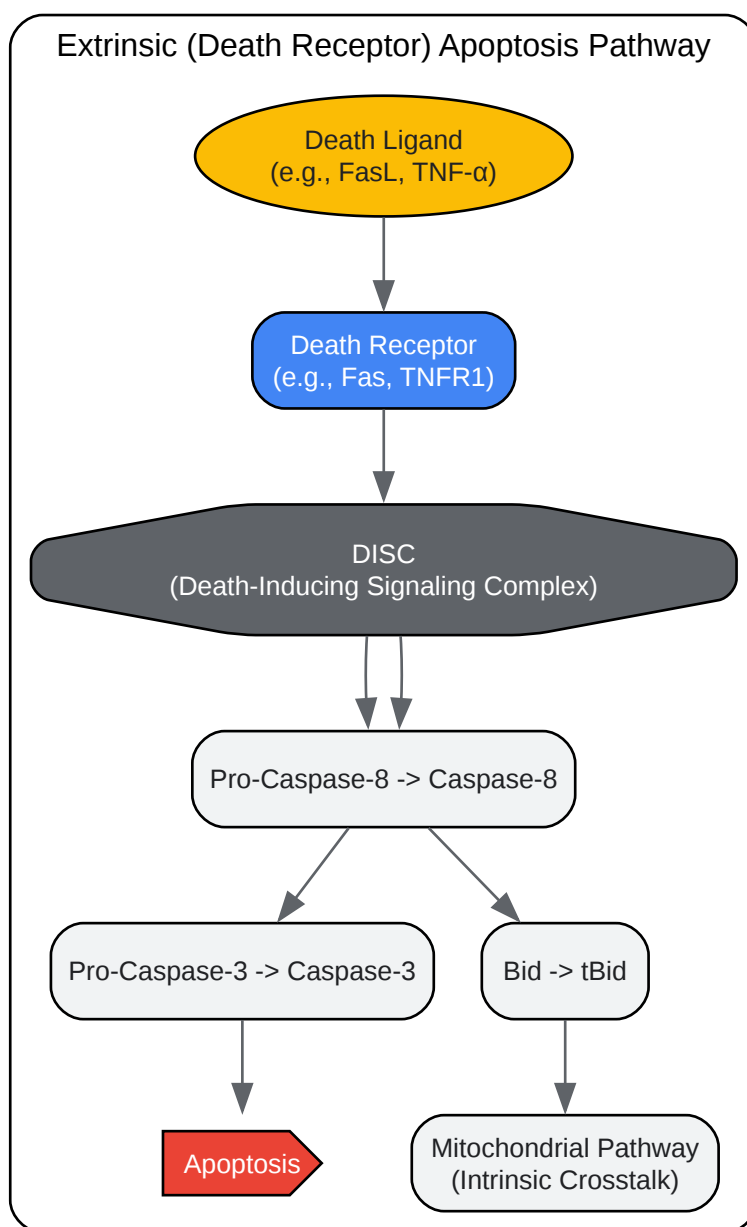 Extrinsic (Death Receptor) Apoptosis Pathway
Death Ligand
(e.g., FasL, TNF-α)
Death Receptor
(e.g., Fas, TNFR1)
DISC
(Death-Inducing Signaling Complex)
Pro-Caspase-8 -> Caspase-8
Pro-Caspase-3 -> Caspase-3
Bid -> tBid
Apoptosis
Mitochondrial Pathway
(Intrinsic Crosstalk)